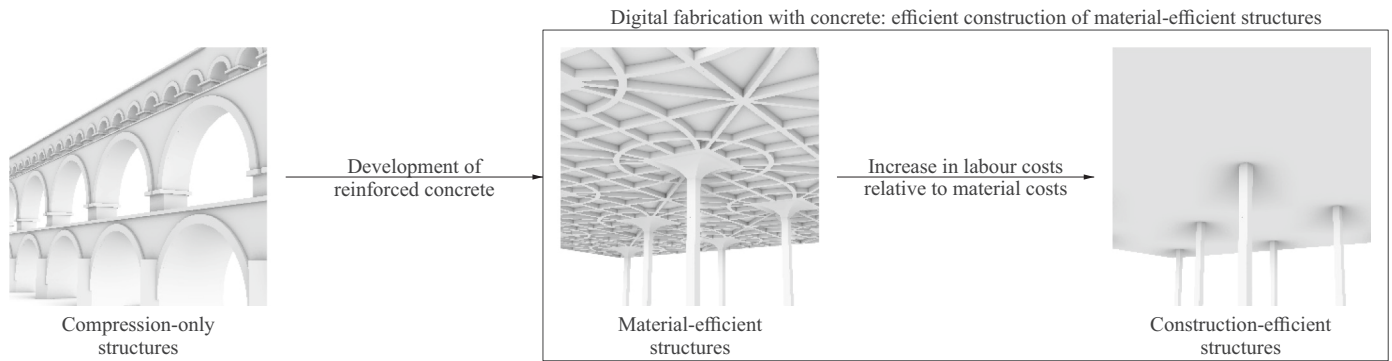 Digital fabrication with concrete: efficient construction of material-efficient structures
Development of
reinforced concrete
Increase in labour costs
relative to material costs
Compression-only
structures
Material-efficient
structures
Construction-efficient
structures